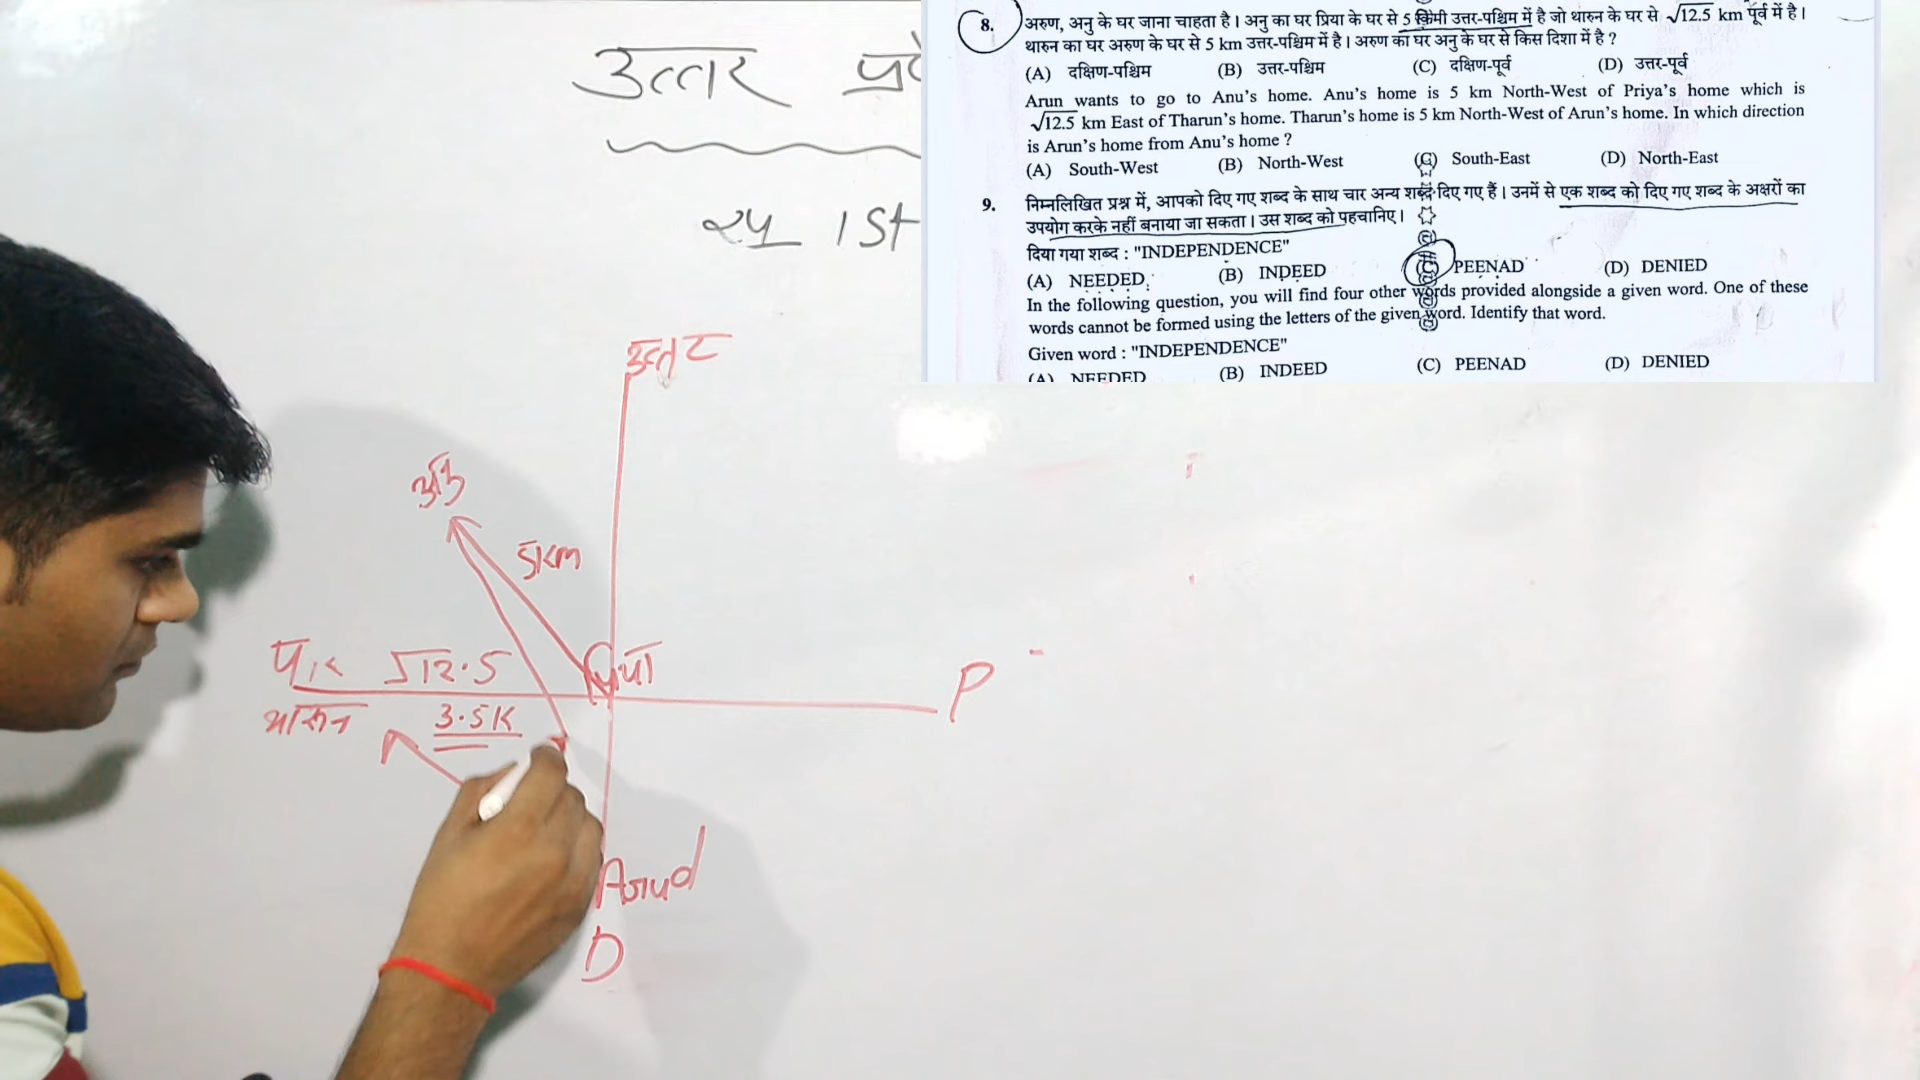 उत्तर प्रदे
1st
8. अरुण, अनु के घर जाना चाहता है। अनु का घर प्रिया के घर से 5 किमी उत्तर-पश्चिम में है जो थारुन के घर से √12.5 km पूर्व में है।
थारुन का घर अरुण के घर से 5 km उत्तर-पश्चिम में है। अरुण का घर अनु के घर से किस दिशा में है ?
(A) दक्षिण-पश्चिम (B) उत्तर-पश्चिम (C) दक्षिण-पूर्व (D) उत्तर-पूर्व
Arun wants to go to Anu's home. Anu's home is 5 km North-West of Priya's home which is
√12.5 km East of Tharun's home. Tharun's home is 5 km North-West of Arun's home. In which direction
is Arun's home from Anu's home ?
(A) South-West (B) North-West (C) South-East (D) North-East
9. निम्नलिखित प्रश्न में, आपको दिए गए शब्द के साथ चार अन्य शब्द दिए गए हैं। उनमें से एक शब्द को दिए गए शब्द के अक्षरों का
उपयोग करके नहीं बनाया जा सकता। उस शब्द को पहचानिए।
दिया गया शब्द : "INDEPENDENCE"
(A) NEEDED (B) INDEED (C) PEENAD (D) DENIED
In the following question, you will find four other words provided alongside a given word. One of these
words cannot be formed using the letters of the given word. Identify that word.
Given word : "INDEPENDENCE"
(A) NEEDED (B) INDEED (C) PEENAD (D) DENIED
उत्तर
5km
√12.5 प्रिया P
थारुन 3.5K
D